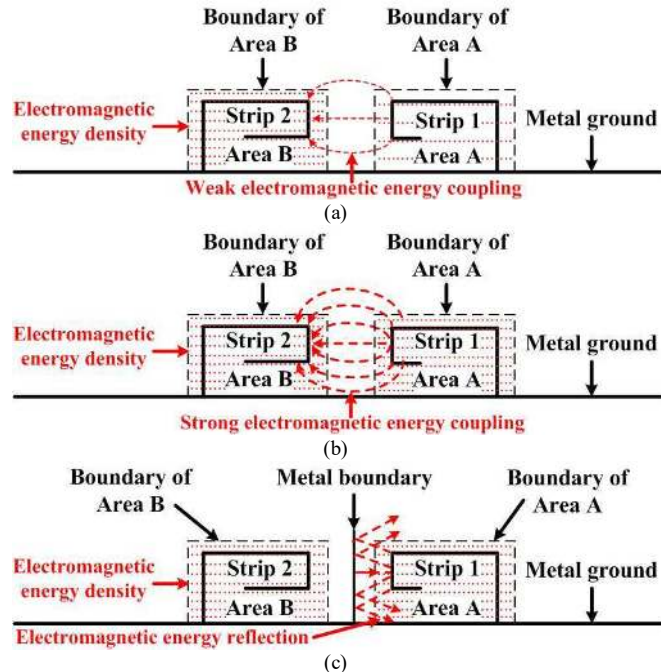 Boundary of
Area B
Boundary of
Area A
Electromagnetic
energy density
Strip 2
Strip 1
Metal ground
Area B
Area A
Weak electromagnetic energy coupling
(a)
Boundary of
Area B
Boundary of
Area A
Electromagnetic
energy density
Strip 2
Strip 1
Metal ground
Area B
Area A
Strong electromagnetic energy coupling
(b)
Boundary of
Area B
Metal boundary
Boundary of
Area A
Electromagnetic
energy density
Strip 2
Strip 1
Metal ground
Area B
Area A
Electromagnetic energy reflection
(c)